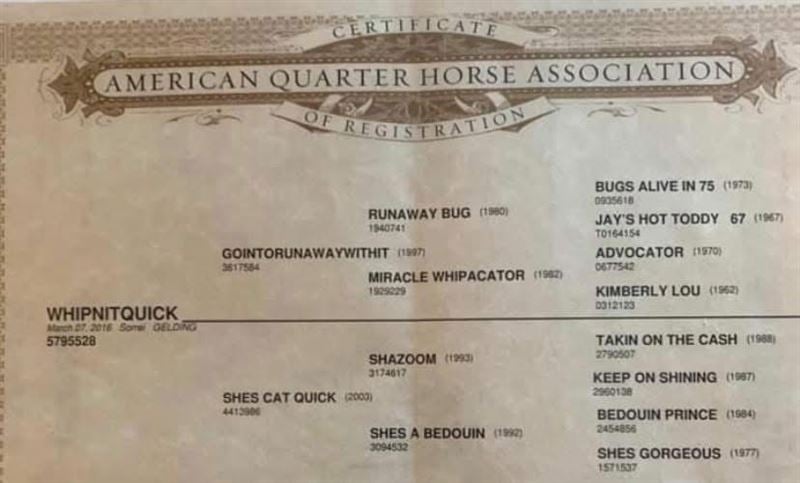 CERTIFICATE
AMERICAN QUARTER HORSE ASSOCIATION
OF REGISTRATION
BUGS ALIVE IN 75 (1973)
0935618
RUNAWAY BUG (1980)
1940741
JAY'S HOT TODDY 67 (1967)
T0164154
GOINTORUNAWAYWITHIT (1997)
3617584
ADVOCATOR (1970)
0677542
MIRACLE WHIPACATOR (1982)
1929229
KIMBERLY LOU (1962)
0312123
WHIPNITQUICK
March 07, 2016 Sorrel GELDING
5795528
TAKIN ON THE CASH (1988)
2790507
SHAZOOM (1993)
3174617
KEEP ON SHINING (1987)
2960138
SHES CAT QUICK (2003)
4413986
BEDOUIN PRINCE (1984)
2454856
SHES A BEDOUIN (1992)
3094532
SHES GORGEOUS (1977)
1571537